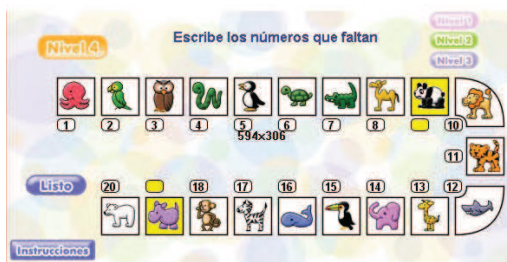 Nivel 1
Nivel 4
Escribe los números que faltan
Nivel 2
Nivel 3
1 2 3 4 5 6 7 8 10
594x306
11
Listo
20 18 17 16 15 14 13 12
Instrucciones